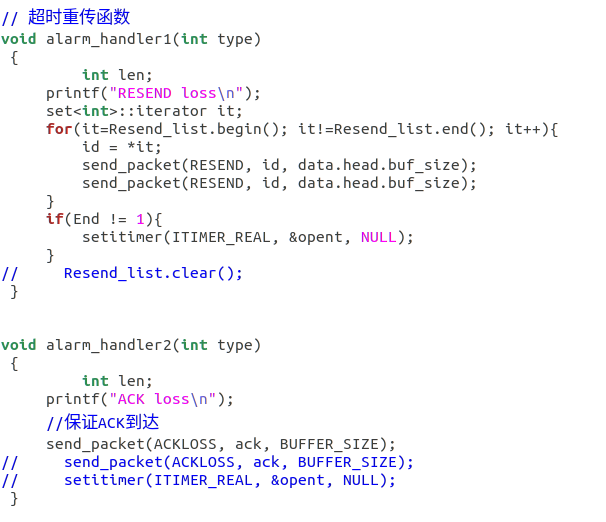 // 超时重传函数
void alarm_handler1(int type)
{
int len;
printf("RESEND loss\n");
set<int>::iterator it;
for(it=Resend_list.begin(); it!=Resend_list.end(); it++){
id = *it;
send_packet(RESEND, id, data.head.buf_size);
send_packet(RESEND, id, data.head.buf_size);
}
if(End != 1){
setitimer(ITIMER_REAL, &opent, NULL);
}
// Resend_list.clear();
}
void alarm_handler2(int type)
{
int len;
printf("ACK loss\n");
//保证ACK到达
send_packet(ACKLOSS, ack, BUFFER_SIZE);
// send_packet(ACKLOSS, ack, BUFFER_SIZE);
// setitimer(ITIMER_REAL, &opent, NULL);
}